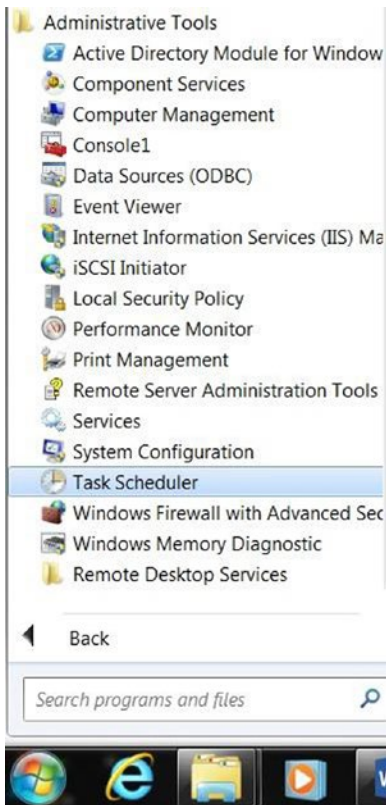 Administrative Tools
Active Directory Module for Window
Component Services
Computer Management
Console1
Data Sources (ODBC)
Event Viewer
Internet Information Services (IIS) Ma
iSCSI Initiator
Local Security Policy
Performance Monitor
Print Management
Remote Server Administration Tools
Services
System Configuration
Task Scheduler
Windows Firewall with Advanced Sec
Windows Memory Diagnostic
Remote Desktop Services
Back
Search programs and files
W